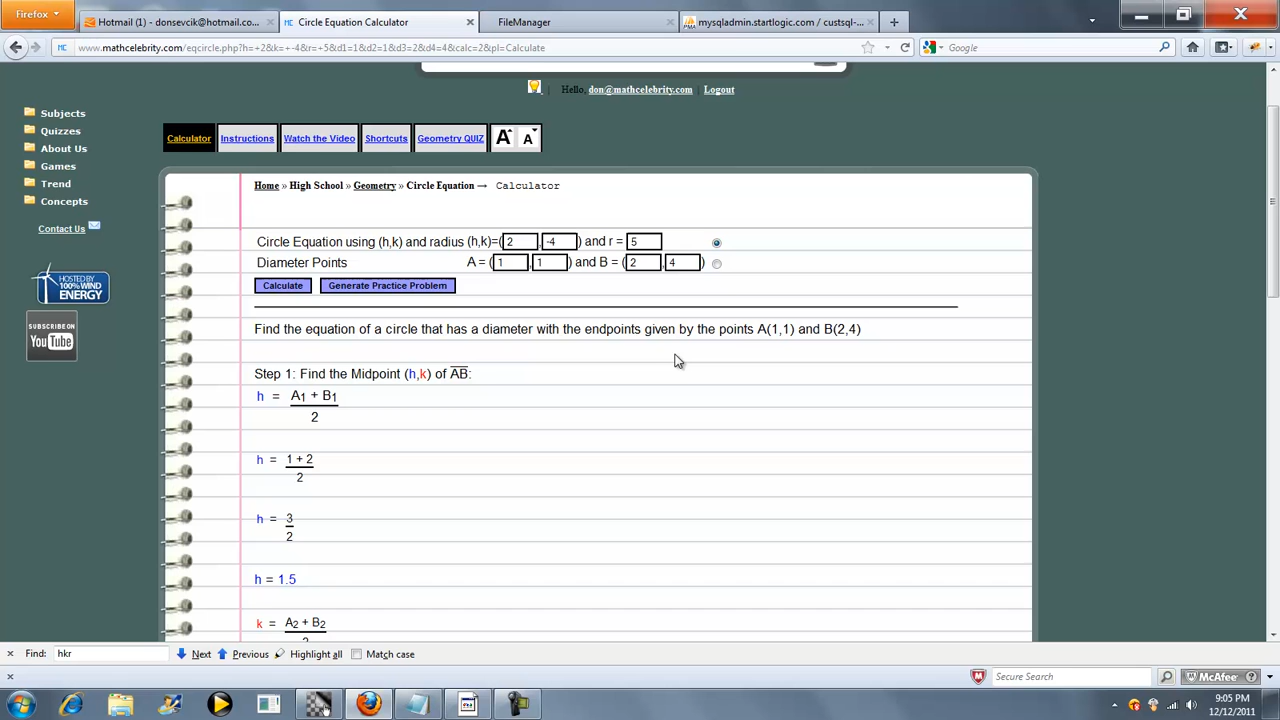 Firefox
Hotmail (1) - donsevcik@hotmail.co...
Circle Equation Calculator
FileManager
mysqladmin.startlogic.com / custsql-...
www.mathcelebrity.com/eqcircle.php?h=+2&k=+-4&r=+5&d1=1&d2=1&d3=2&d4=4&calc=2&pl=Calculate
Google
Hello, don@mathcelebrity.com | Logout
Subjects
Quizzes
About Us
Games
Trend
Concepts
Contact Us
HOSTED BY
100% WIND
ENERGY
SUBSCRIBE ON
YouTube
Calculator
Instructions
Watch the Video
Shortcuts
Geometry QUIZ
A A
Home » High School » Geometry » Circle Equation → Calculator
Circle Equation using (h,k) and radius (h,k)=( 2 , -4 ) and r = 5
Diameter Points A = ( 1 , 1 ) and B = ( 2 , 4 )
Calculate
Generate Practice Problem
Find the equation of a circle that has a diameter with the endpoints given by the points A(1,1) and B(2,4)
Step 1: Find the Midpoint (h,k) of AB:
h = A1 + B1
2
h = 1 + 2
2
h = 3
2
h = 1.5
k = A2 + B2
Find: hkr
Next
Previous
Highlight all
Match case
Secure Search
McAfee
9:05 PM
12/12/2011